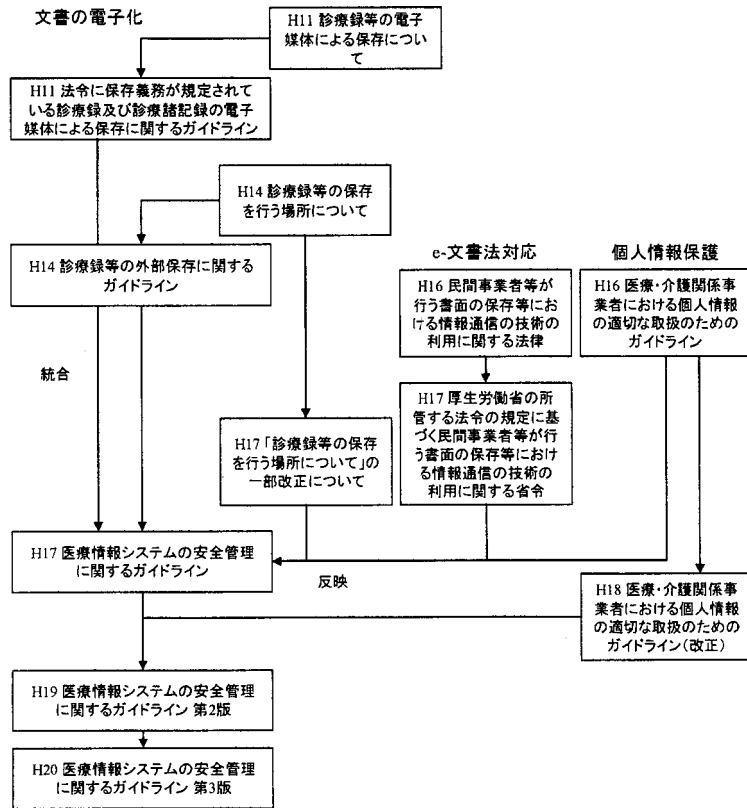 文書の電子化
H11 診療録等の電子
媒体による保存につい
て
H11 法令に保存義務が規定されて
いる診療録及び診療諸記録の電子
媒体による保存に関するガイドライン
H14 診療録等の保存
を行う場所について
H14 診療録等の外部保存に関する
ガイドライン
e-文書法対応
個人情報保護
H16 民間事業者等が
行う書面の保存等にお
ける情報通信の技術の
利用に関する法律
H16 医療・介護関係事
業者における個人情報
の適切な取扱のための
ガイドライン
統合
H17「診療録等の保存
を行う場所について」の
一部改正について
H17 厚生労働省の所
管する法令の規定に基
づく民間事業者等が行
う書面の保存等におけ
る情報通信の技術の
利用に関する省令
H17 医療情報システムの安全管理
に関するガイドライン
反映
H18 医療・介護関係事
業者における個人情報
の適切な取扱のための
ガイドライン(改正)
H19 医療情報システムの安全管理
に関するガイドライン 第2版
H20 医療情報システムの安全管理
に関するガイドライン 第3版